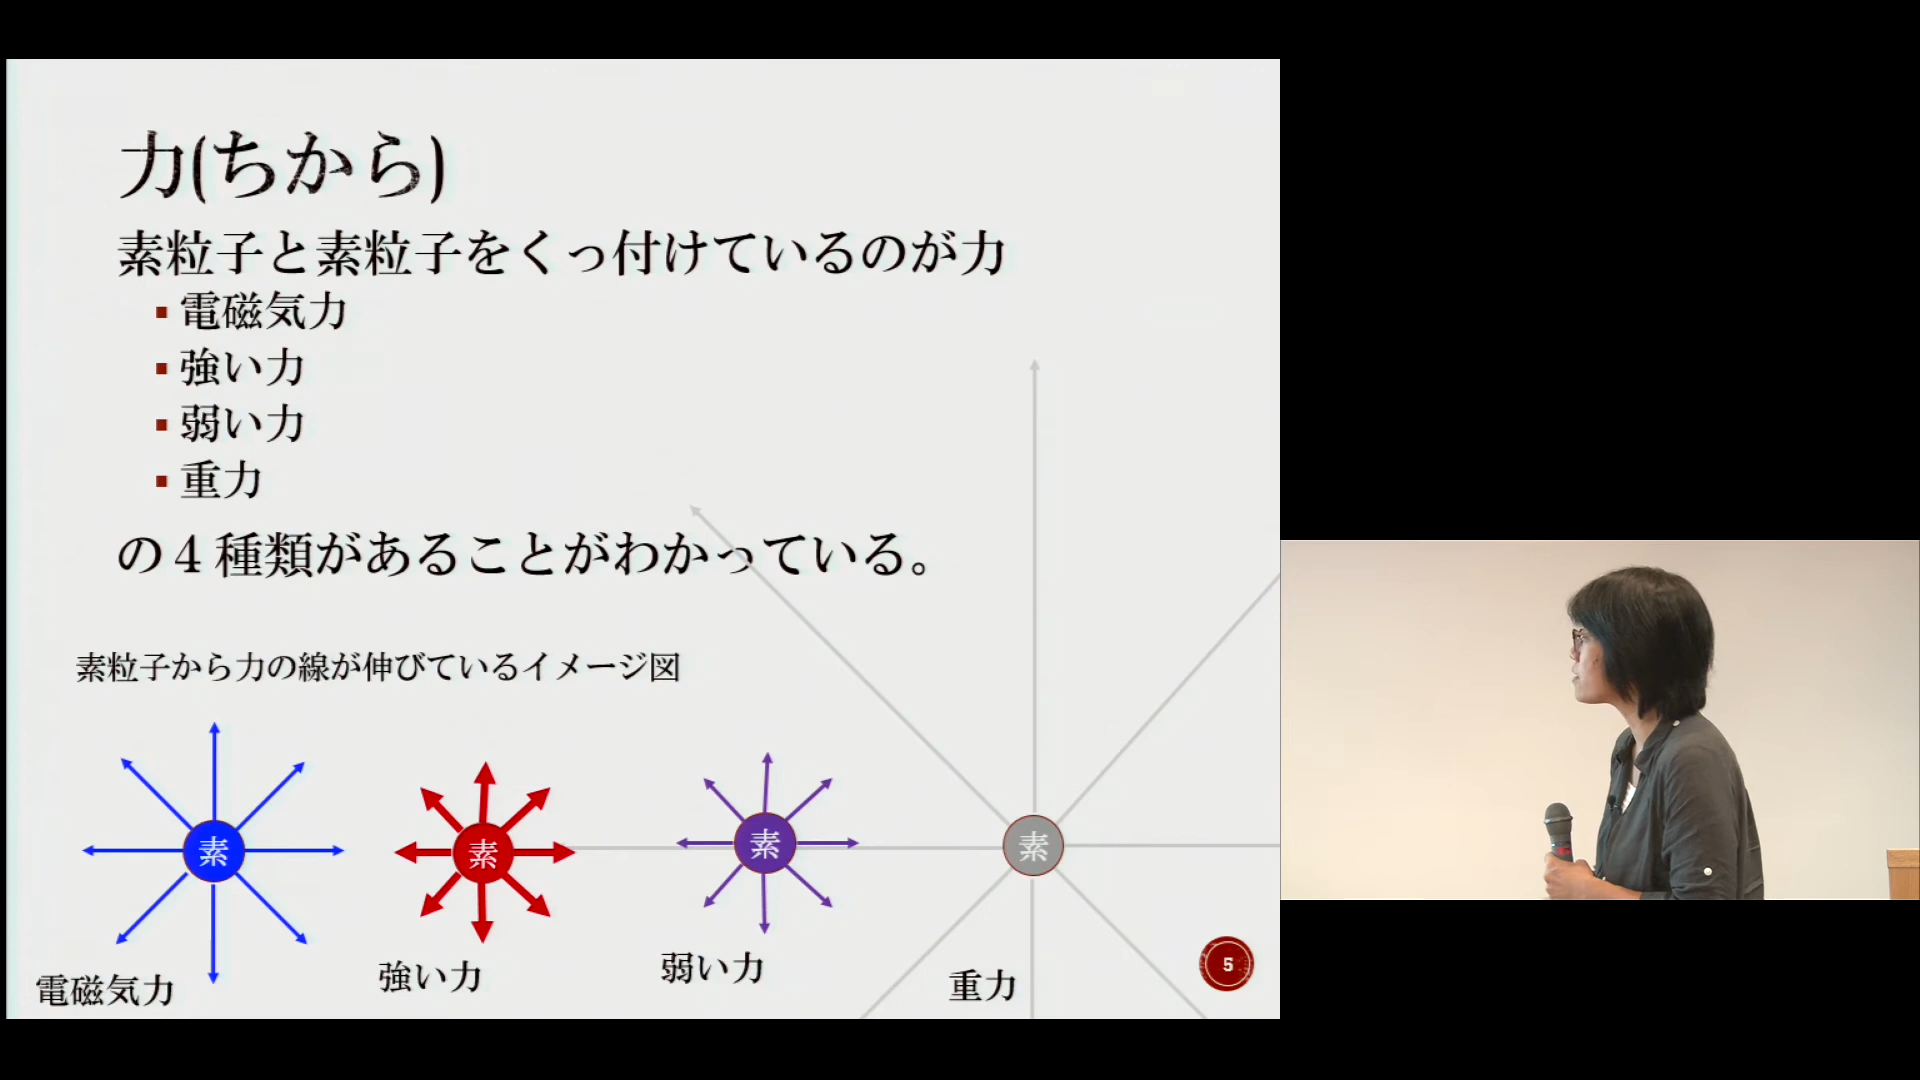 力(ちから)
素粒子と素粒子をくっ付けているのが力
▪ 電磁気力
▪ 強い力
▪ 弱い力
▪ 重力
の４種類があることがわかっている。
素粒子から力の線が伸びているイメージ図
素
素
素
素
電磁気力
強い力
弱い力
重力
5